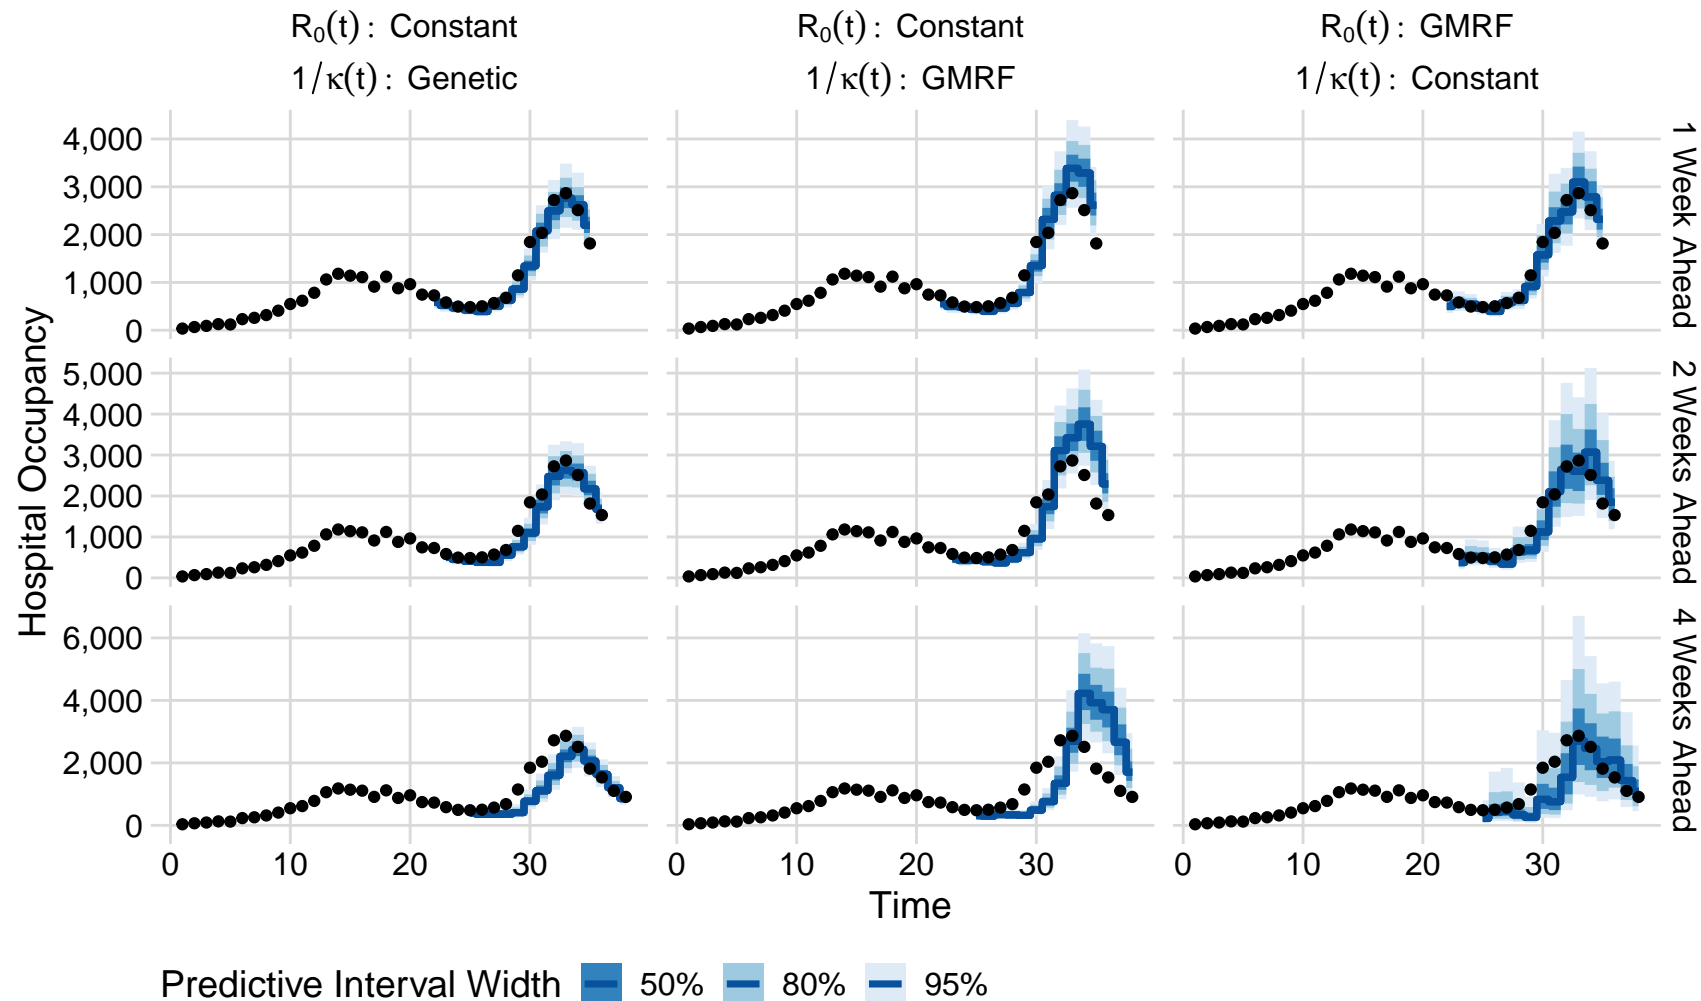 R₀(t) : Constant
1/κ(t) : Genetic
R₀(t) : Constant
1/κ(t) : GMRF
R₀(t) : GMRF
1/κ(t) : Constant
Hospital Occupancy
4,000
3,000
2,000
1,000
0
1 Week Ahead
5,000
4,000
3,000
2,000
1,000
0
2 Weeks Ahead
6,000
4,000
2,000
0
4 Weeks Ahead
0 10 20 30 0 10 20 30 0 10 20 30
Time
Predictive Interval Width 50% 80% 95%